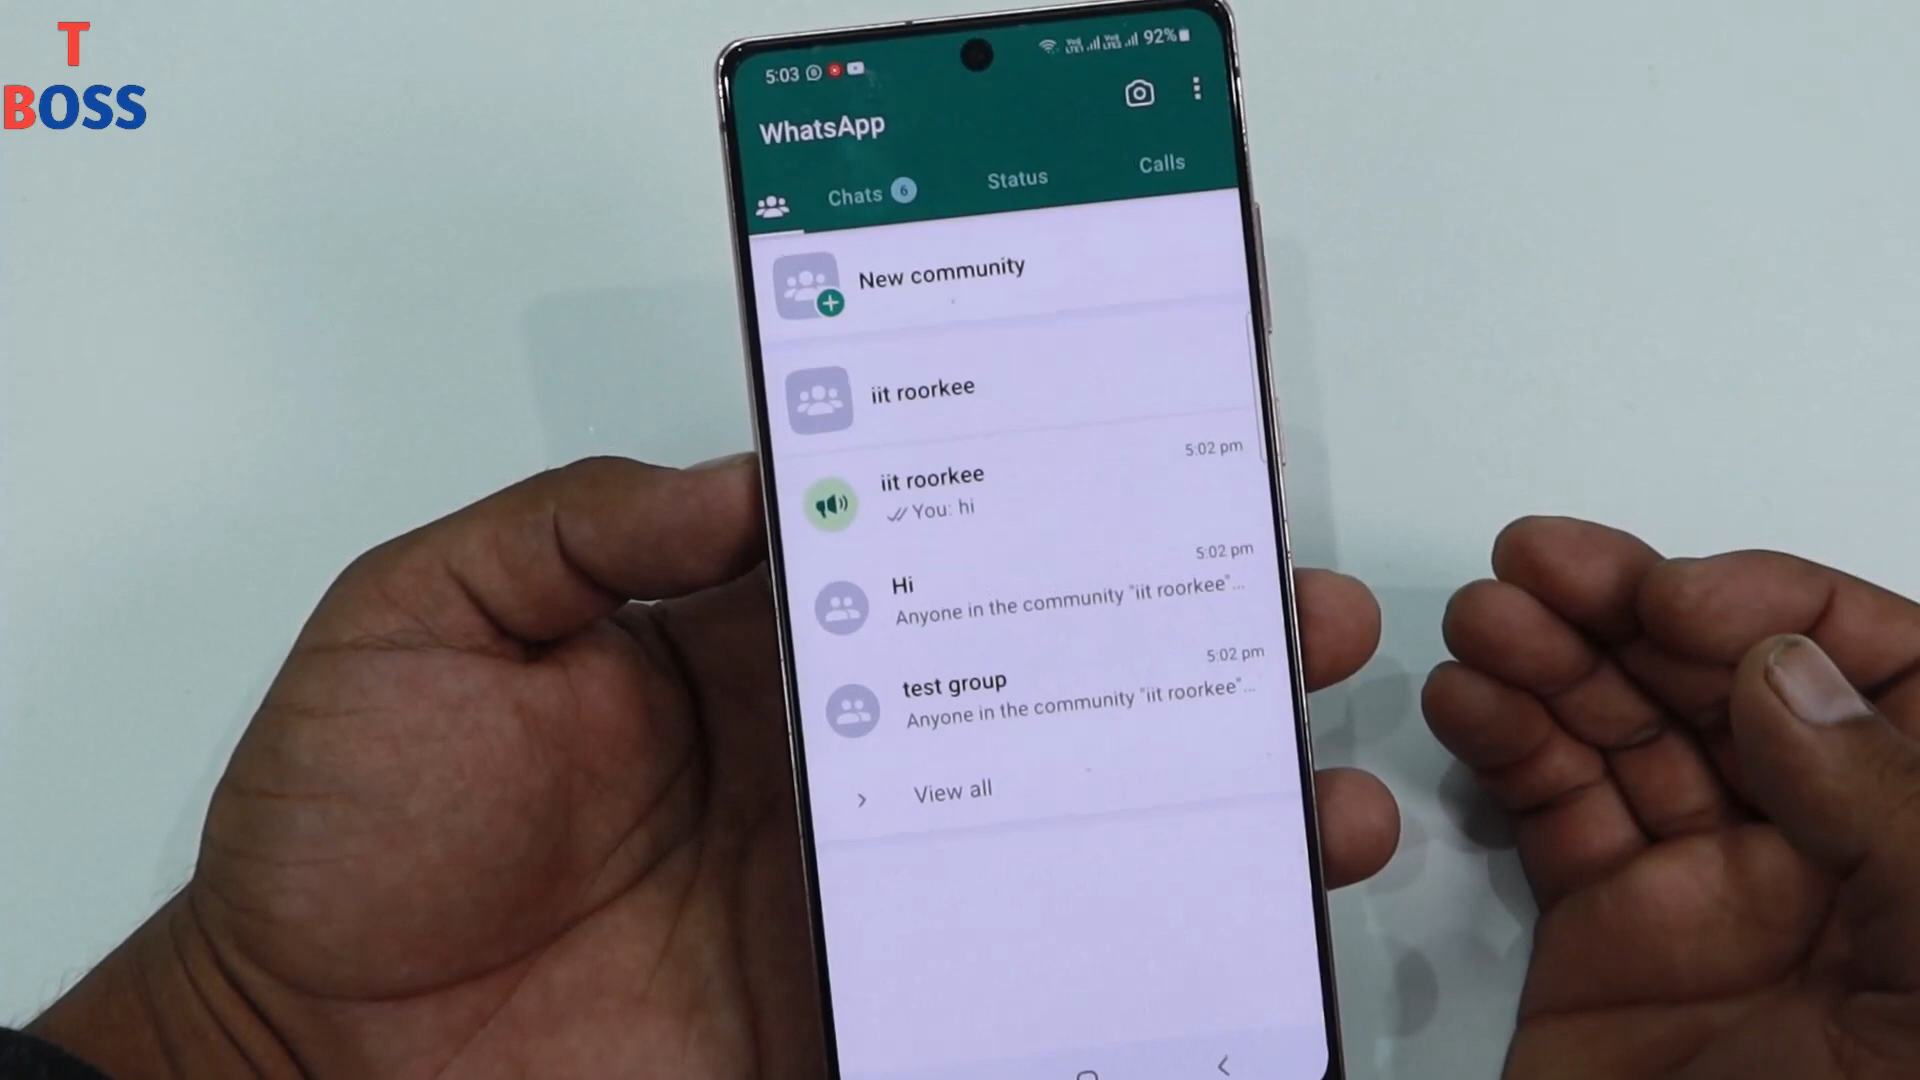 T
BOSS
5:03
92%
WhatsApp
Chats 6
Status
Calls
New community
iit roorkee
5:02 pm
iit roorkee
You: hi
5:02 pm
Hi
Anyone in the community "iit roorkee"...
5:02 pm
test group
Anyone in the community "iit roorkee"...
View all